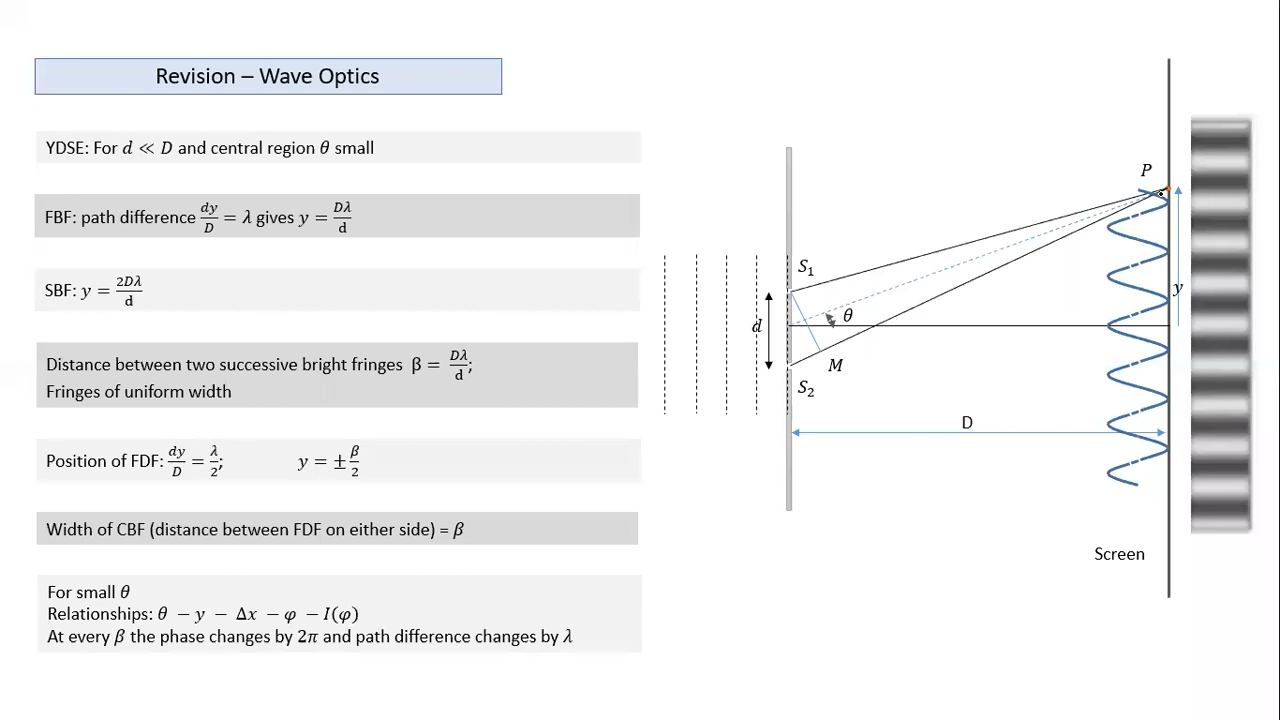 Revision – Wave Optics
YDSE: For d ≪ D and central region θ small
FBF: path difference dy/D = λ gives y = Dλ/d
SBF: y = 2Dλ/d
Distance between two successive bright fringes β = Dλ/d;
Fringes of uniform width
Position of FDF: dy/D = λ/2; y = ± β/2
Width of CBF (distance between FDF on either side) = β
For small θ
Relationships: θ − y − Δx − φ − I(φ)
At every β the phase changes by 2π and path difference changes by λ
P
S₁
y
θ
d
M
S₂
D
Screen